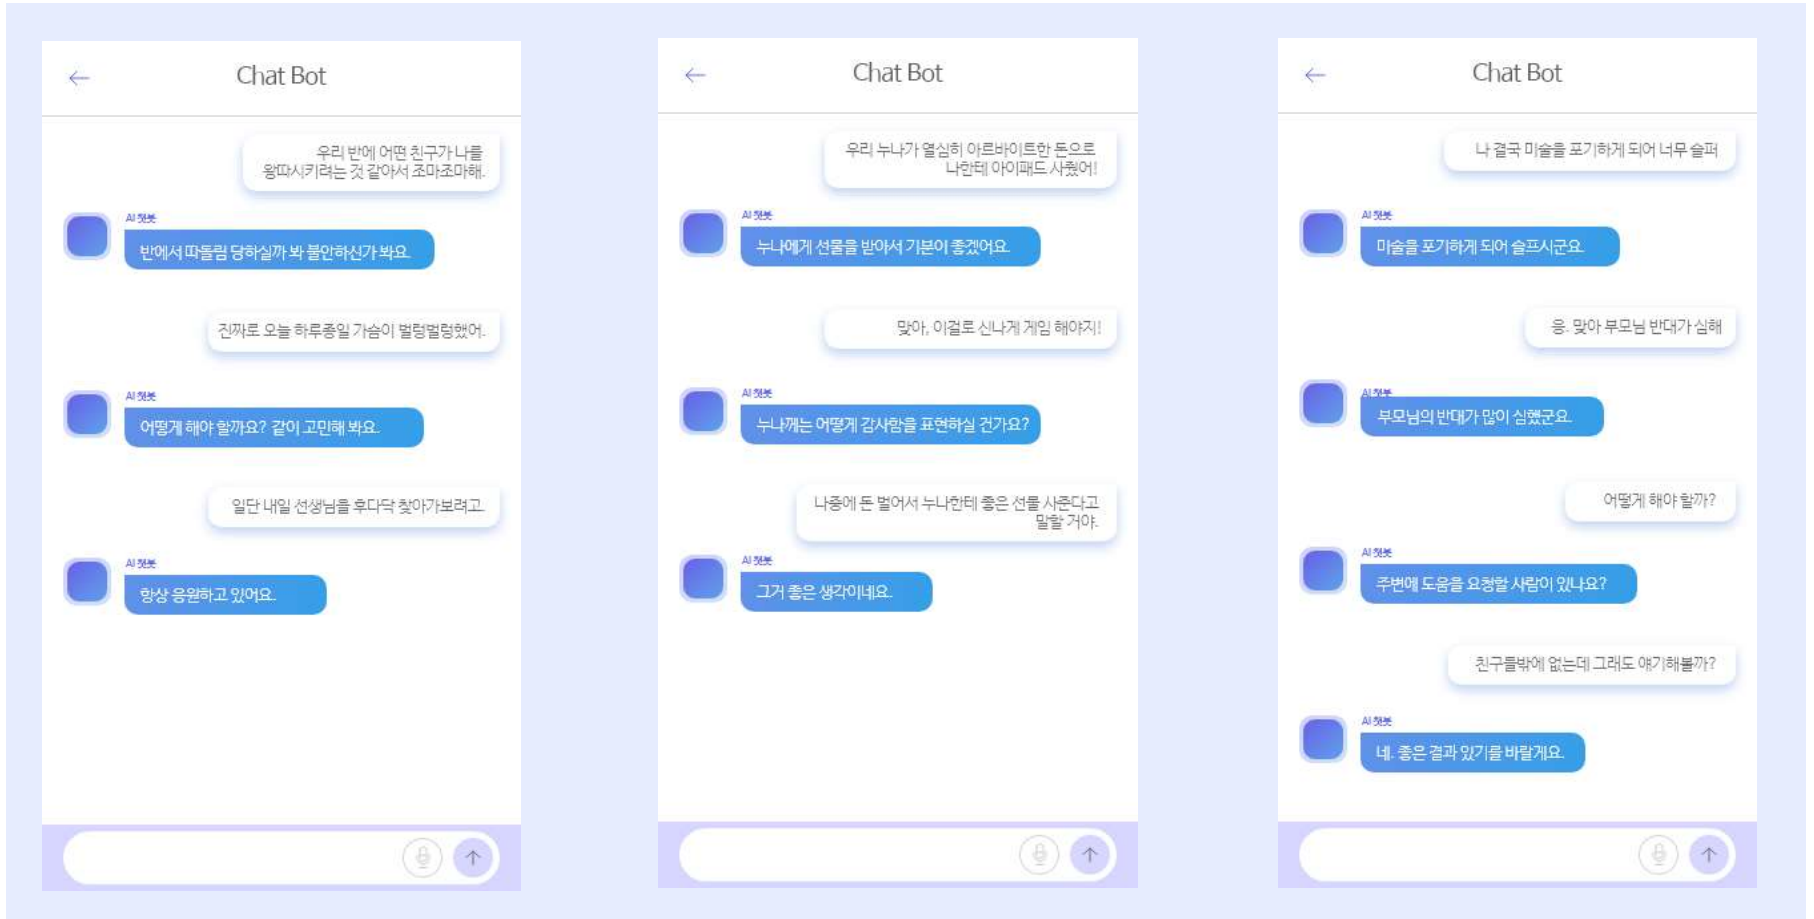 Chat Bot
우리 반에 어떤 친구가 나를
왕따시키려는 것 같아서 조마조마해.
AI 챗봇
반에서 따돌림 당하실까 봐 불안하신가 봐요.
진짜로 오늘 하루종일 가슴이 벌렁벌렁했어.
AI 챗봇
어떻게 해야 할까요? 같이 고민해 봐요.
일단 내일 선생님을 후다닥 찾아가보려고.
AI 챗봇
항상 응원하고 있어요.
Chat Bot
우리 누나가 열심히 아르바이트한 돈으로
나한테 아이패드 사줬어!
AI 챗봇
누나에게 선물을 받아서 기분이 좋겠어요.
맞아, 이걸로 신나게 게임 해야지!
AI 챗봇
누나께는 어떻게 감사함을 표현하실 건가요?
나중에 돈 벌어서 누나한테 좋은 선물 사준다고
말할 거야.
AI 챗봇
그거 좋은 생각이네요.
Chat Bot
나 결국 미술을 포기하게 되어 너무 슬퍼
AI 챗봇
미술을 포기하게 되어 슬프시군요.
응. 맞아 부모님 반대가 심해
AI 챗봇
부모님의 반대가 많이 심했군요.
어떻게 해야 할까?
AI 챗봇
주변에 도움을 요청할 사람이 있나요?
친구들밖에 없는데 그래도 얘기해볼까?
AI 챗봇
네. 좋은 결과 있기를 바랄게요.